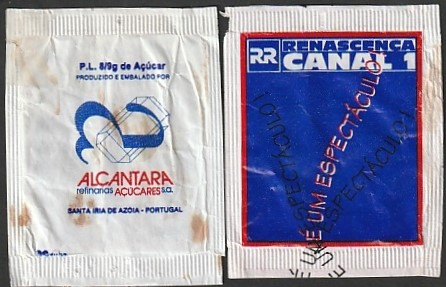 P.L. 8/9g de Açúcar
PRODUZIDO E EMBALADO POR
ALCANTARA
refinarias AÇUCARES s.a.
SANTA IRIA DE AZOIA - PORTUGAL
RR RENASCENÇA
CANAL 1
É UM ESPECTÁCULO!
É UM ESPECTÁCULO!
ESPECTÁCULO!